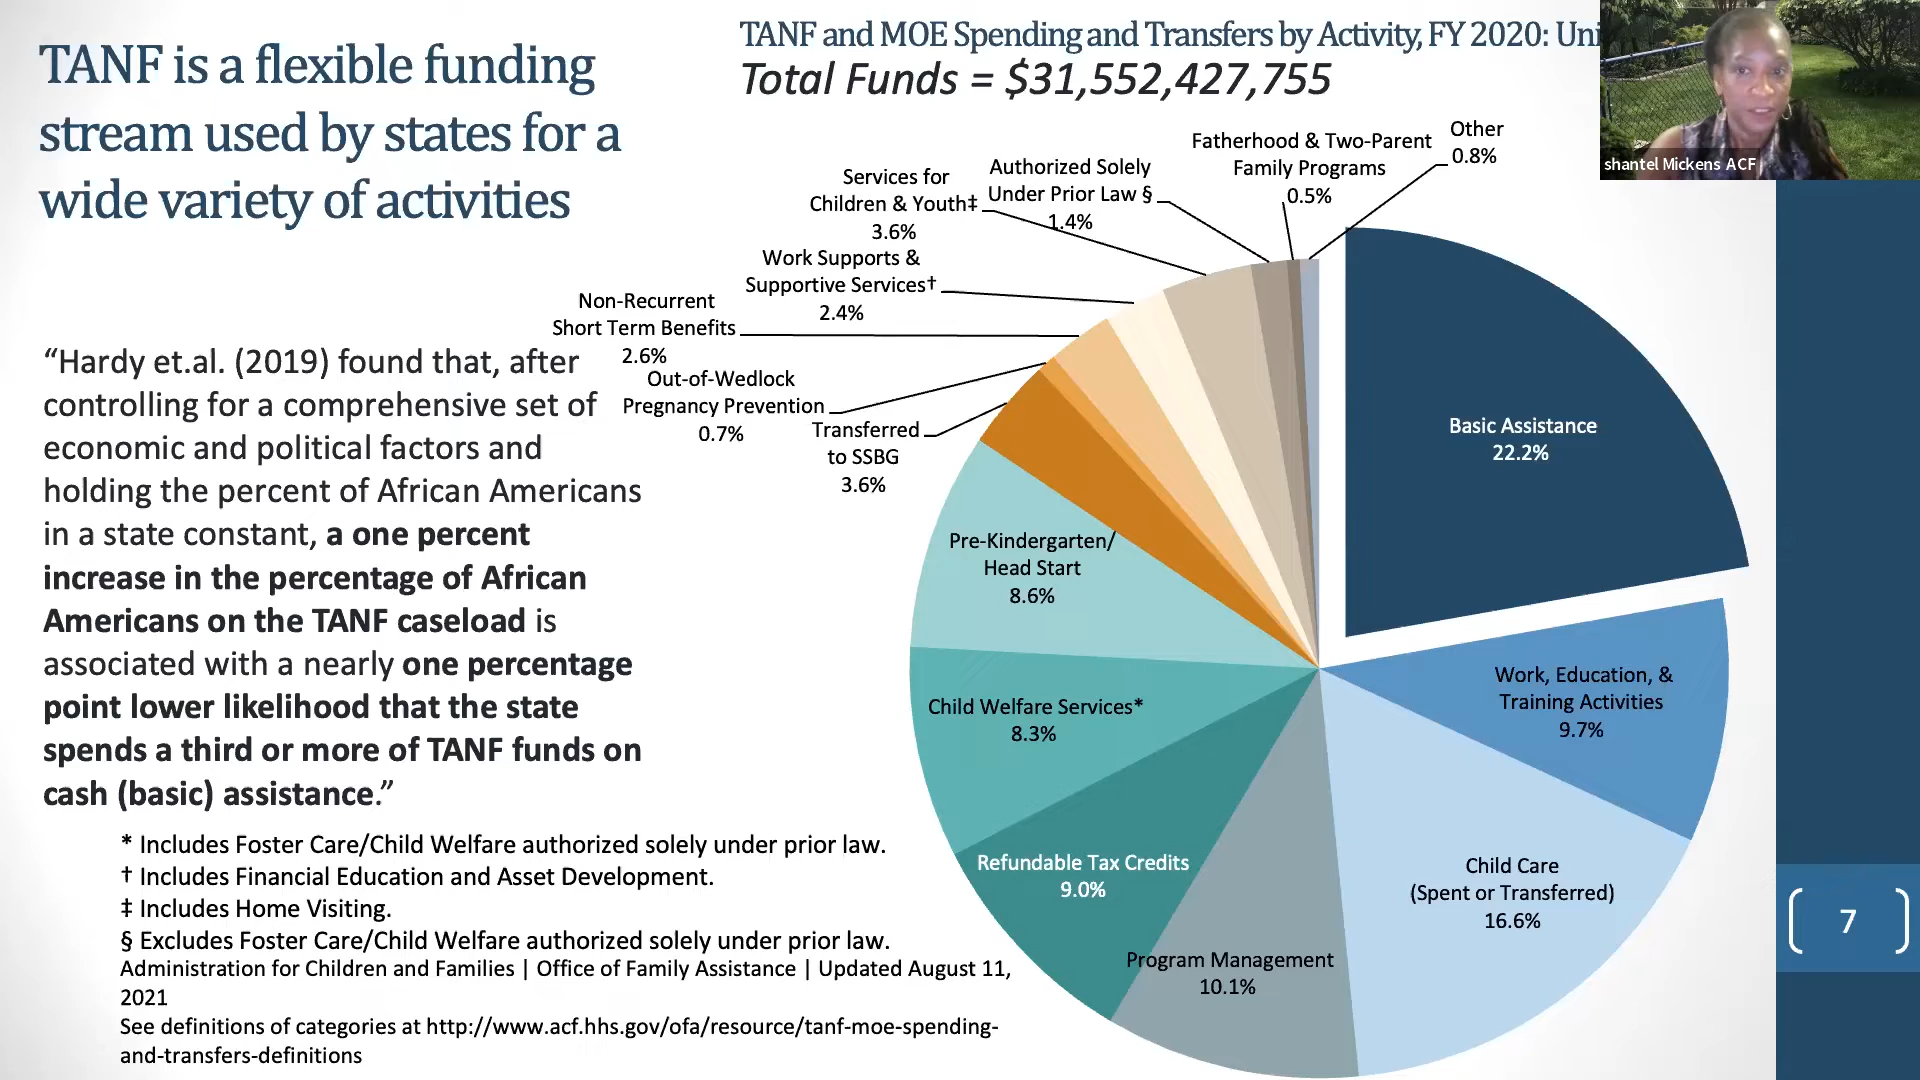 TANF is a flexible funding
stream used by states for a
wide variety of activities
TANF and MOE Spending and Transfers by Activity, FY 2020: Uni
Total Funds = $31,552,427,755
shantel Mickens ACF
“Hardy et.al. (2019) found that, after
controlling for a comprehensive set of
economic and political factors and
holding the percent of African Americans
in a state constant, a one percent
increase in the percentage of African
Americans on the TANF caseload is
associated with a nearly one percentage
point lower likelihood that the state
spends a third or more of TANF funds on
cash (basic) assistance.”
Other
0.8%
Fatherhood & Two-Parent
Family Programs
0.5%
Authorized Solely
Under Prior Law §
1.4%
Services for
Children & Youth‡
3.6%
Work Supports &
Supportive Services†
2.4%
Non-Recurrent
Short Term Benefits
2.6%
Out-of-Wedlock
Pregnancy Prevention
0.7%
Transferred
to SSBG
3.6%
Basic Assistance
22.2%
Work, Education, &
Training Activities
9.7%
Child Care
(Spent or Transferred)
16.6%
Program Management
10.1%
Refundable Tax Credits
9.0%
Child Welfare Services*
8.3%
Pre-Kindergarten/
Head Start
8.6%
* Includes Foster Care/Child Welfare authorized solely under prior law.
† Includes Financial Education and Asset Development.
‡ Includes Home Visiting.
§ Excludes Foster Care/Child Welfare authorized solely under prior law.
Administration for Children and Families | Office of Family Assistance | Updated August 11,
2021
See definitions of categories at http://www.acf.hhs.gov/ofa/resource/tanf-moe-spending-
and-transfers-definitions
7